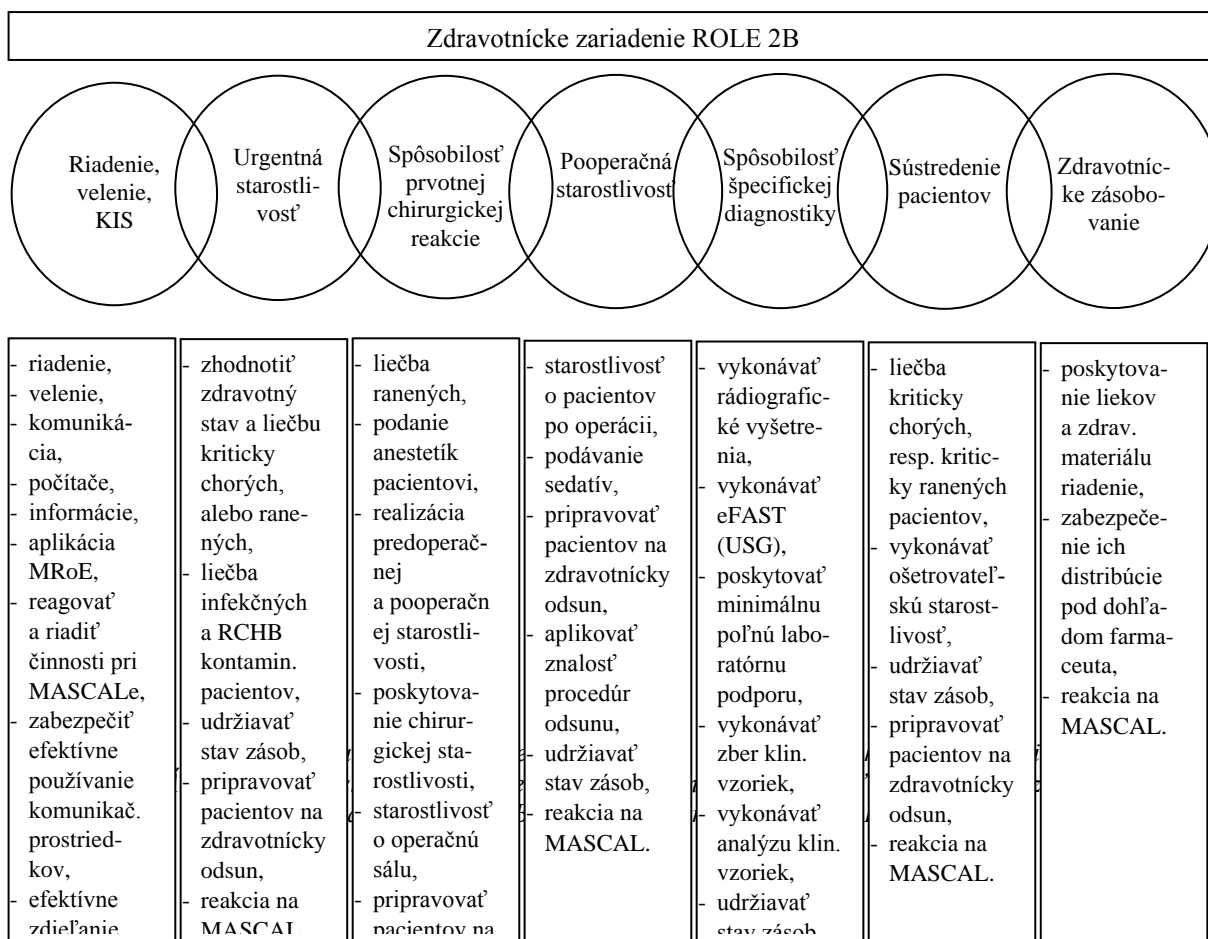 Zdravotnícke zariadenie ROLE 2B
Riadenie,
velenie,
KIS
Urgentná
starostli-
vosť
Spôsobilosť
prvotnej
chirurgickej
reakcie
Pooperačná
starostlivosť
Spôsobilosť
špecifickej
diagnostiky
Sústredenie
pacientov
Zdravotníc-
ke zásobo-
vanie
- riadenie,
- velenie,
- komuniká-
cia,
- počítače,
- informácie,
- aplikácia
MRoE,
- reagovať
a riadiť
činnosti pri
MASCALe,
- zabezpečiť
efektívne
používanie
komunikač.
prostried-
kov,
- efektívne
zdieľanie
- zhodnotiť
zdravotný
stav a liečbu
kriticky
chorých,
alebo rane-
ných,
- liečba
infekčných
a RCHB
kontamin.
pacientov,
- udržiavať
stav zásob,
- pripravovať
pacientov na
zdravotnícky
odsun,
- reakcia na
MASCAL
- liečba
ranených,
- podanie
anestetík
pacientovi,
- realizácia
predoperač-
nej
a pooperačn
ej starostli-
vosti,
- poskytova-
nie chirur-
gickej sta-
rostlivosti,
- starostlivosť
o operačnú
sálu,
- pripravovať
pacientov na
- starostlivosť
o pacientov
po operácii,
- podávanie
sedatív,
- pripravovať
pacientov na
zdravotnícky
odsun,
- aplikovať
znalosť
procedúr
odsunu,
- udržiavať
stav zásob,
- reakcia na
MASCAL.
- vykonávať
rádiografic-
ké vyšetre-
nia,
- vykonávať
eFAST
(USG),
- poskytovať
minimálnu
poľnú labo-
ratórnu
podporu,
- vykonávať
zber klin.
vzoriek,
- vykonávať
analýzu klin.
vzoriek,
- udržiavať
stav zásob
- liečba
kriticky
chorých,
resp. kritic-
ky ranených
pacientov,
- vykonávať
ošetrovateľ-
skú starost-
livosť,
- udržiavať
stav zásob,
- pripravovať
pacientov na
zdravotnícky
odsun,
- reakcia na
MASCAL.
- poskytova-
nie liekov
a zdrav.
materiálu
riadenie,
- zabezpeče-
nie ich
distribúcie
pod dohľa-
dom farma-
ceuta,
- reakcia na
MASCAL.